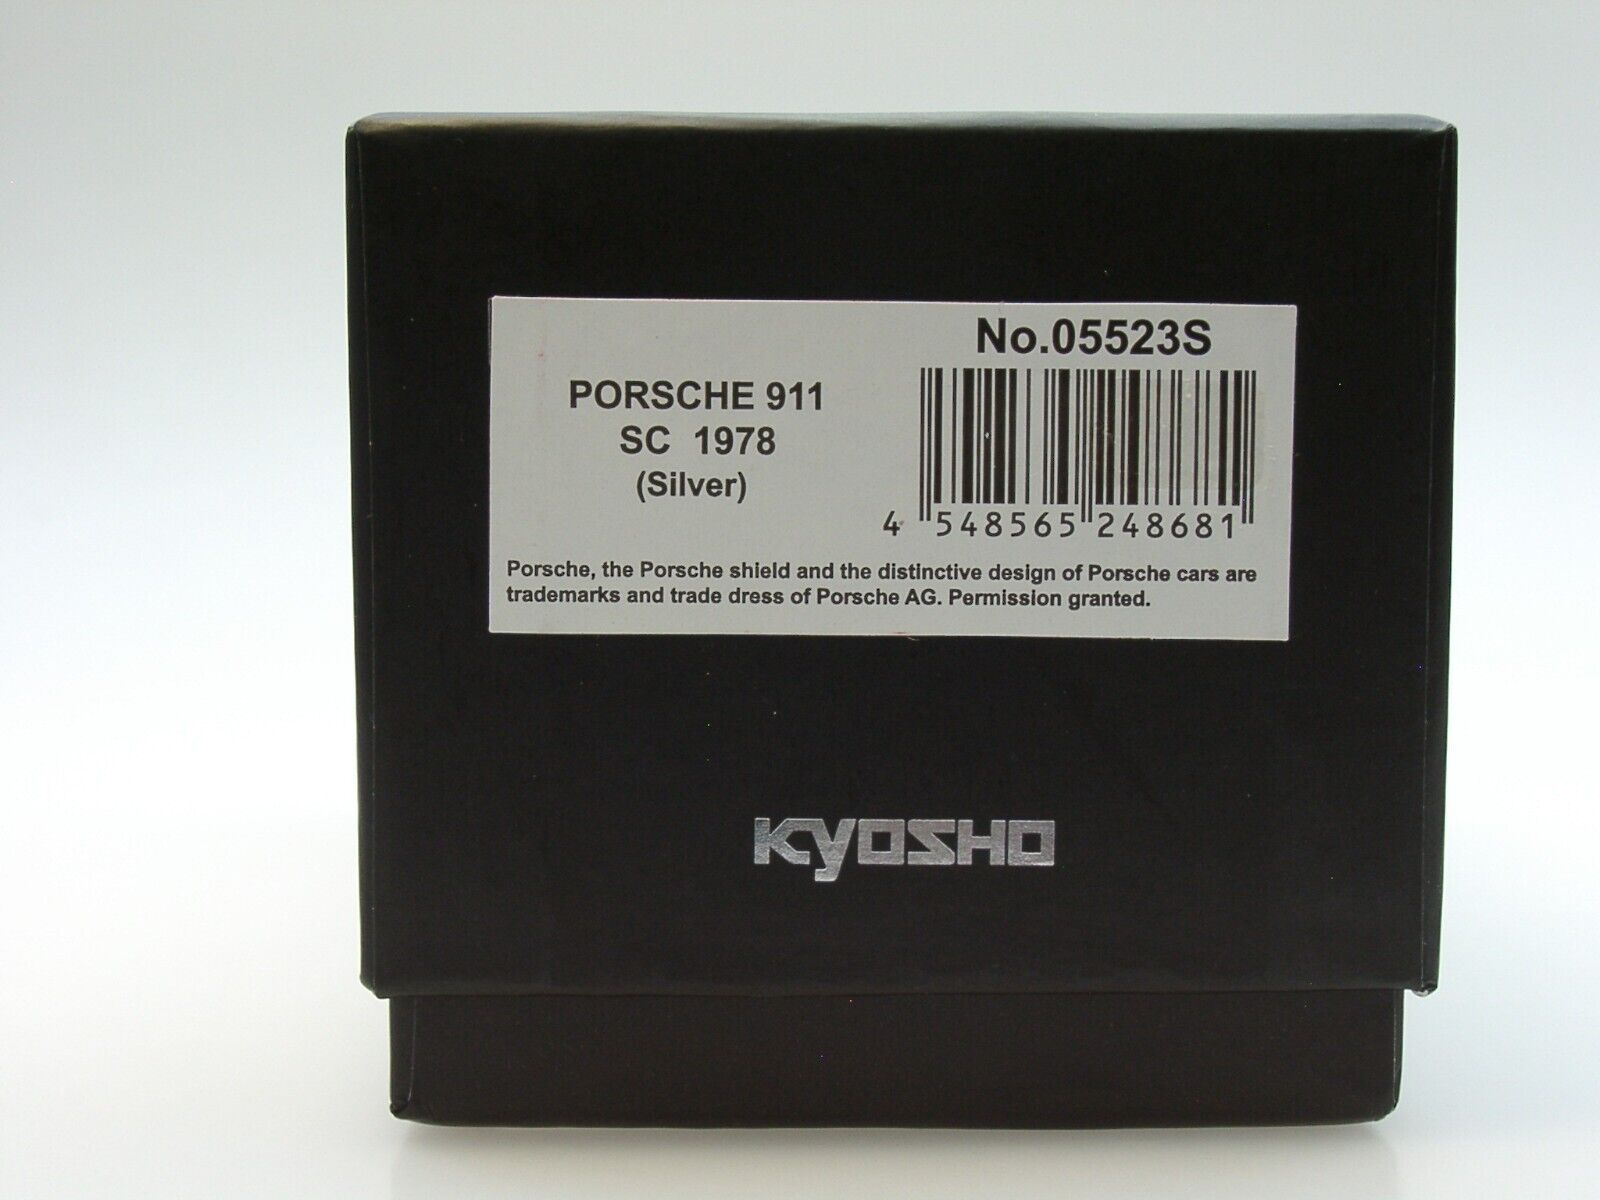 No.05523S
PORSCHE 911
SC 1978
(Silver)
4 548565 248681
Porsche, the Porsche shield and the distinctive design of Porsche cars are
trademarks and trade dress of Porsche AG. Permission granted.
KYOSHO